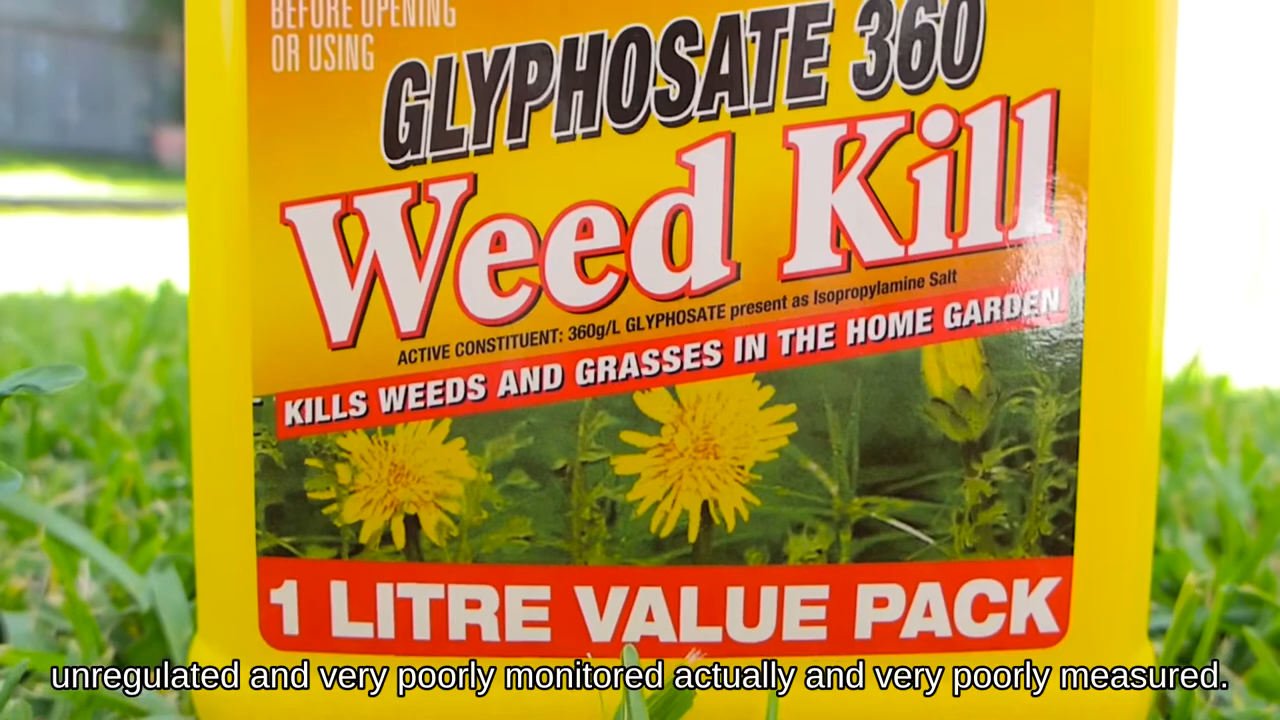 BEFORE OPENING
OR USING
GLYPHOSATE 360
Weed Kill
ACTIVE CONSTITUENT: 360g/L GLYPHOSATE present as Isopropylamine Salt
KILLS WEEDS AND GRASSES IN THE HOME GARDEN
1 LITRE VALUE PACK
unregulated and very poorly monitored actually and very poorly measured.